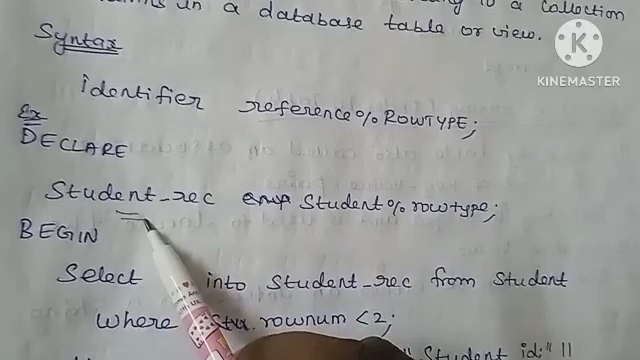 in a database table or view.
a collection
Syntax
identifier reference%ROWTYPE;
Ex
DECLARE
Student_rec Student%rowtype;
BEGIN
Select into Student_rec from Student
where rownum <2;
"Student id:" ||
K
KINEMASTER